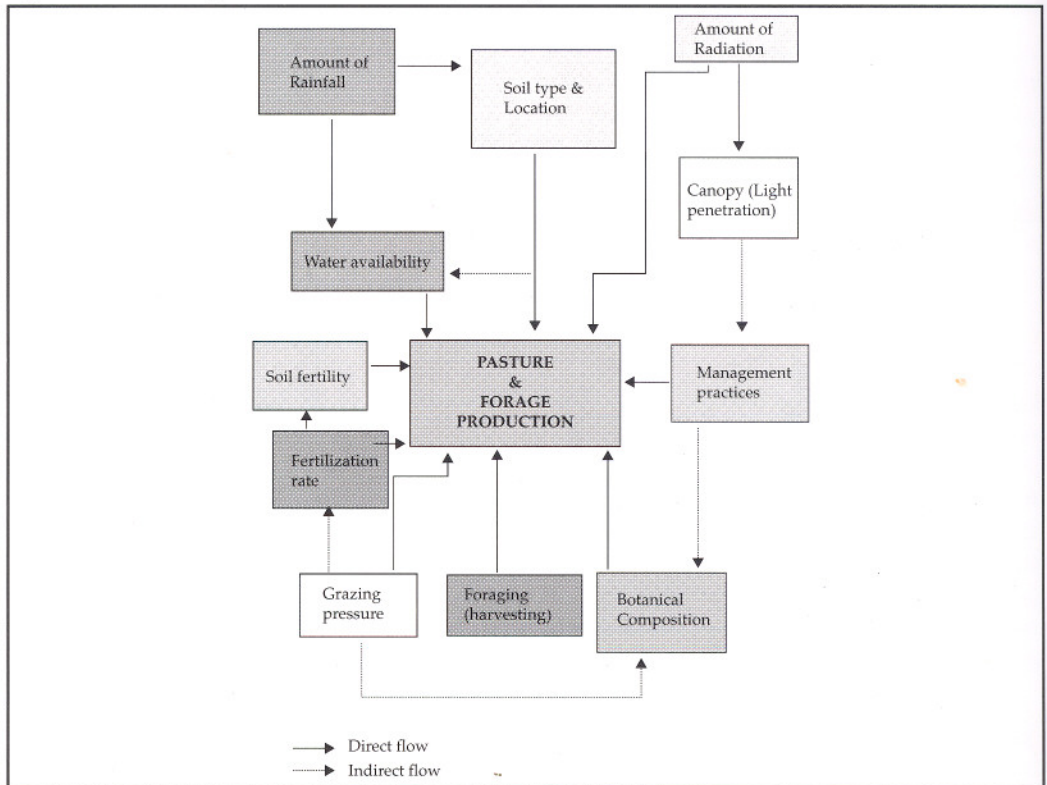 Amount of
Radiation
Amount of
Rainfall
Soil type &
Location
Canopy (Light
penetration)
Water availability
PASTURE
&
FORAGE
PRODUCTION
Soil fertility
Management
practices
Fertilization
rate
Grazing
pressure
Foraging
(harvesting)
Botanical
Composition
Direct flow
Indirect flow